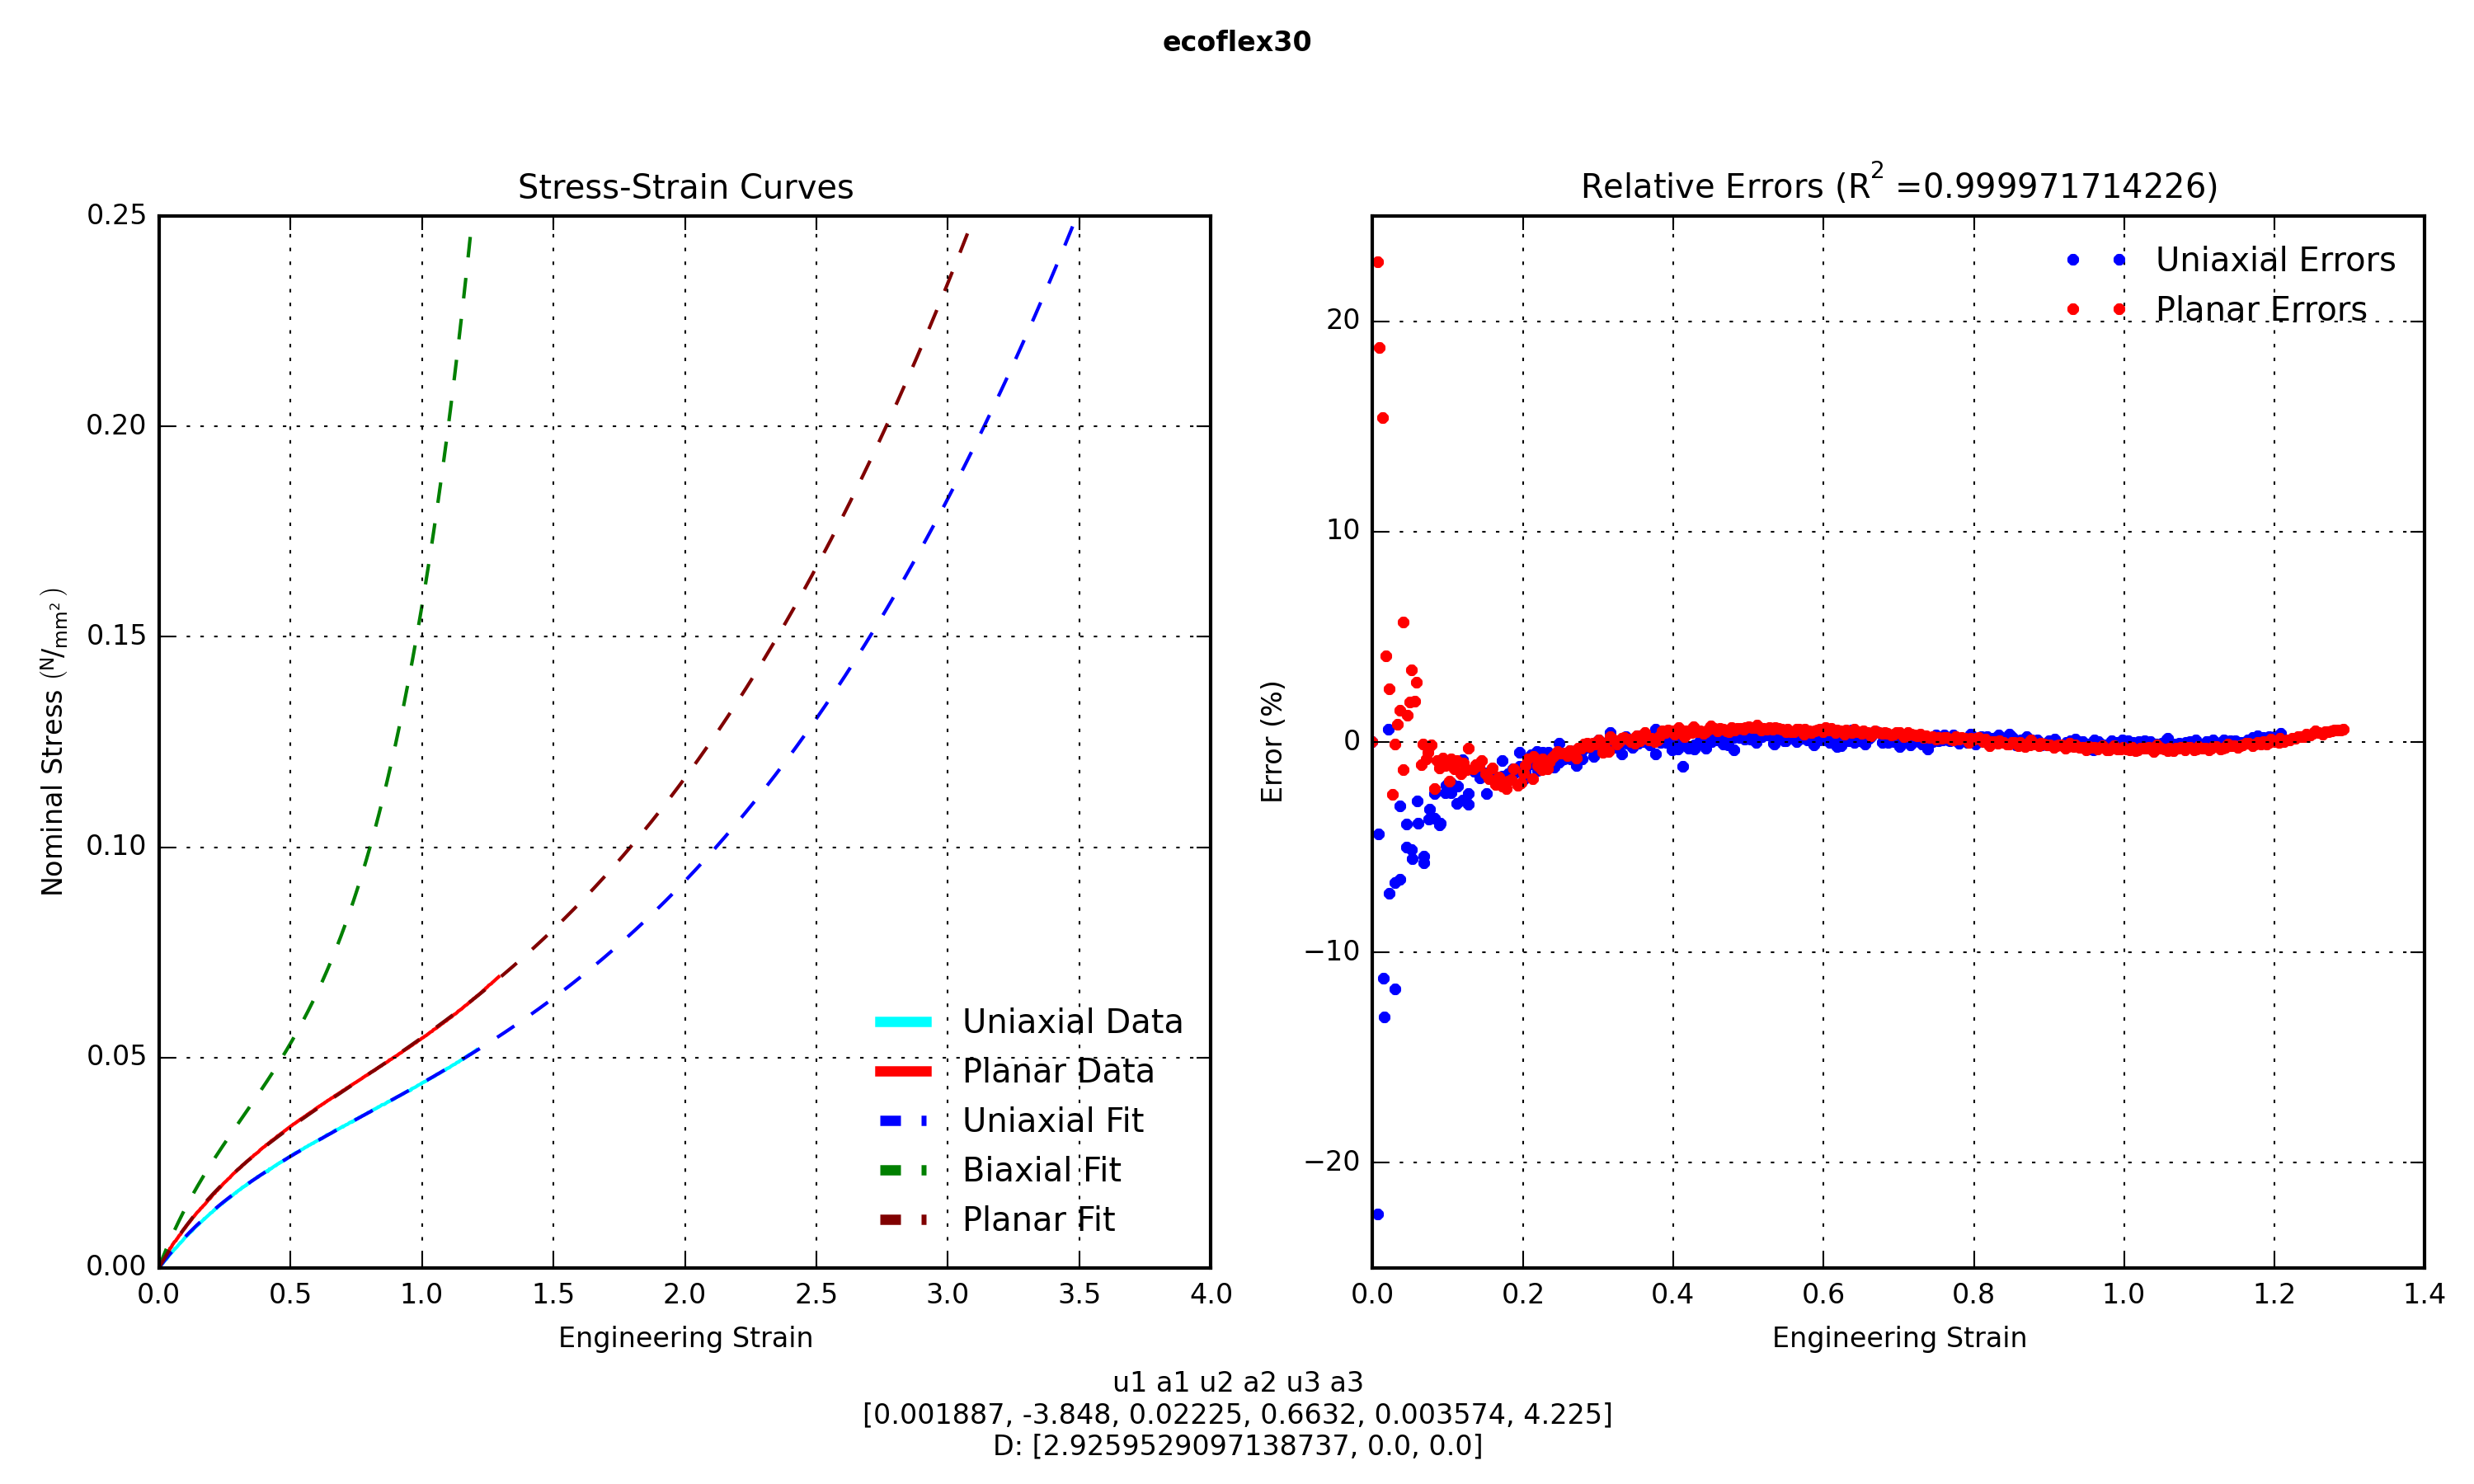 ecoflex30
Stress-Strain Curves
0.25
0.20
0.15
0.10
0.05
0.00
0.0 0.5 1.0 1.5 2.0 2.5 3.0 3.5 4.0
Nominal Stress (N/mm²)
Engineering Strain
Uniaxial Data
Planar Data
Uniaxial Fit
Biaxial Fit
Planar Fit
Relative Errors (R² =0.999971714226)
20
10
0
−10
−20
0.0 0.2 0.4 0.6 0.8 1.0 1.2 1.4
Error (%)
Engineering Strain
Uniaxial Errors
Planar Errors
u1 a1 u2 a2 u3 a3
[0.001887, -3.848, 0.02225, 0.6632, 0.003574, 4.225]
D: [2.9259529097138737, 0.0, 0.0]